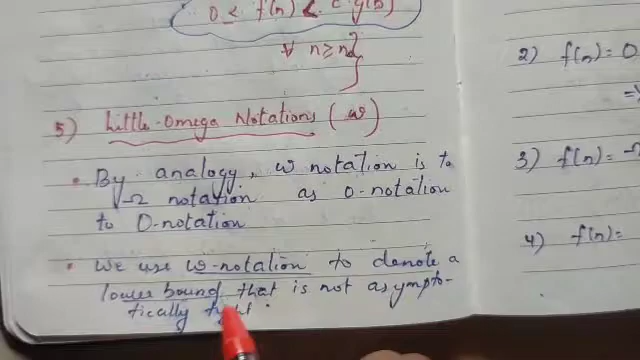 0 ≤ f(n) < c g(n)
∀ n ≥ n0 }
2) f(n) = O
5) Little-Omega Notations (ω)
• By analogy, ω notation is to
Ω notation as o-notation
to O-notation
3) f(n) = Ω
4) f(n) =
• We use ω-notation to denote a
lower bound that is not asympto-
tically tight.